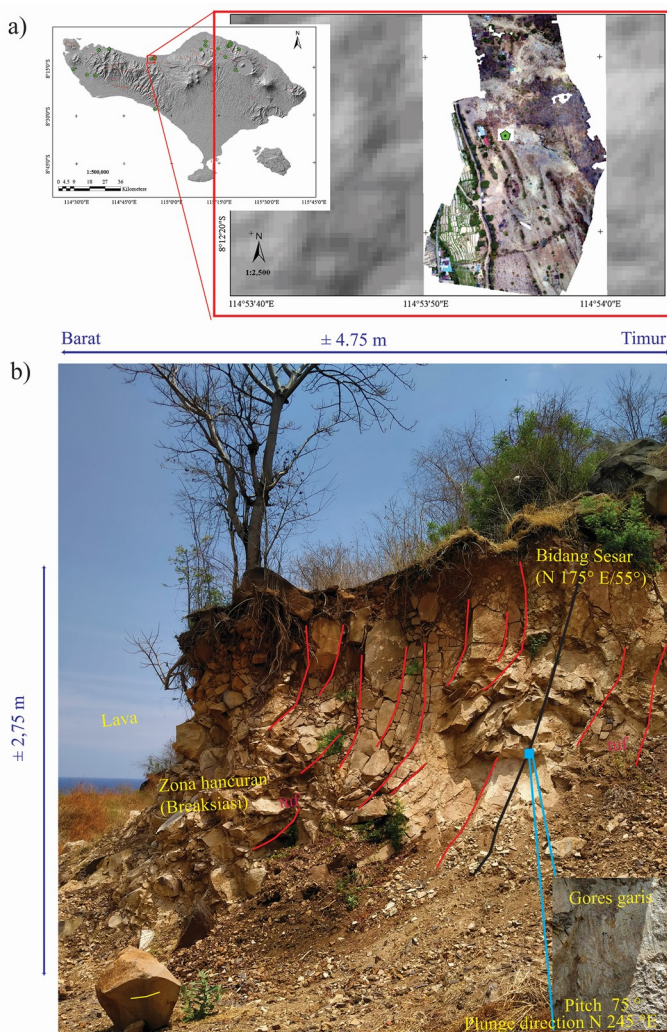 a)
N
8°15'0"S
8°30'0"S
8°45'0"S
1:500,000
0 4.5 9 18 27 36
Kilometers
114°30'0"E 114°45'0"E 115°0'0"E 115°15'0"E 115°30'0"E 115°45'0"E
8°12'20"S
N
1:2,500
114°53'40"E 114°53'50"E 114°54'0"E
Barat ± 4.75 m Timur
b)
± 2,75 m
Bidang Sesar
(N 175° E/55°)
Lava
tuf
Zona hancuran
(Breaksiasi)
tuf
Gores garis
Pitch 75 °
Plunge direction N 245 °E